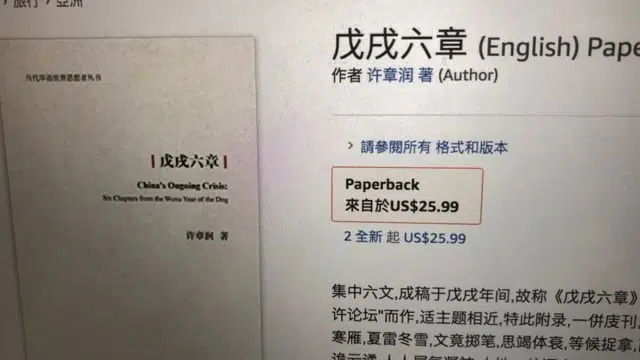 旅行，亞洲
当代华语世界思想者丛书
戊戌六章
China's Ongoing Crisis:
Six Chapters from the Wuxu Year of the Dog
许章润 著
戊戌六章 (English) Pape
作者 许章润 著 (Author)
請參閱所有 格式和版本
Paperback
來自於US$25.99
2 全新 起 US$25.99
集中六文,成稿于戊戌年间,故称《戊戌六章》
许论坛"而作,适主题相近,特此附录,一併庋刊
寒雁,夏雷冬雪,文竟掷笔,思竭体衰,等候捉拿,